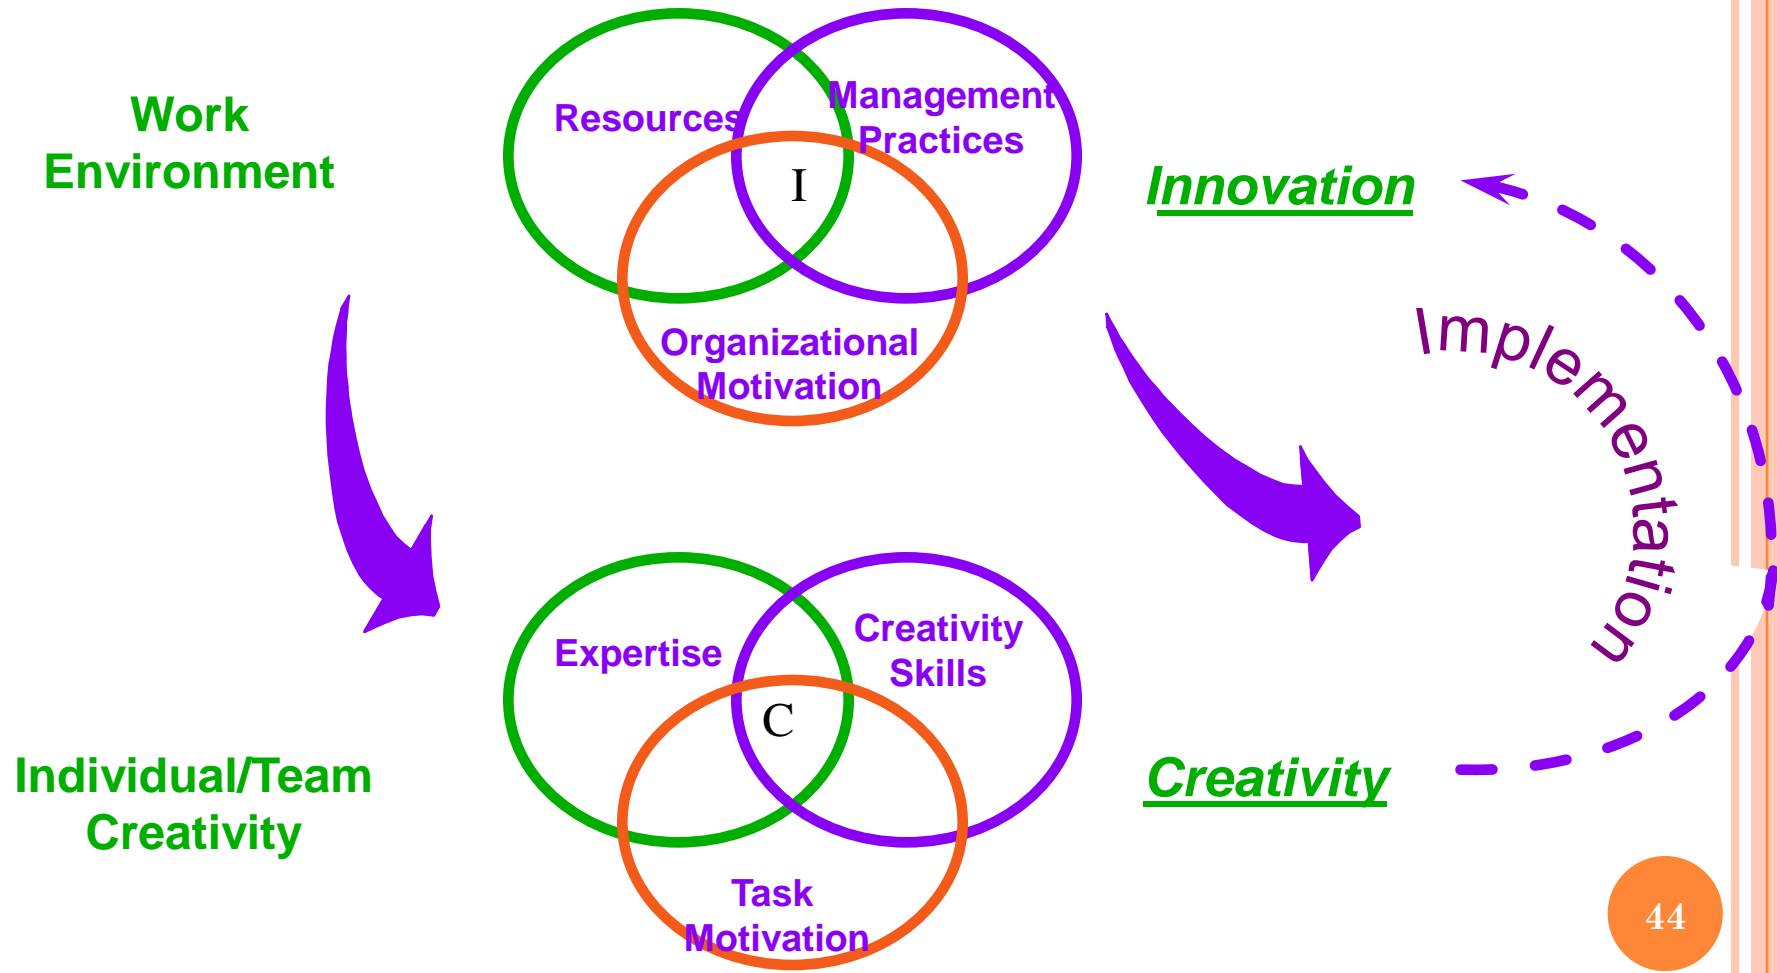 Work
Environment
Resources
Management
Practices
I
Organizational
Motivation
Innovation
Implementation
Individual/Team
Creativity
Expertise
Creativity
Skills
C
Task
Motivation
Creativity
44